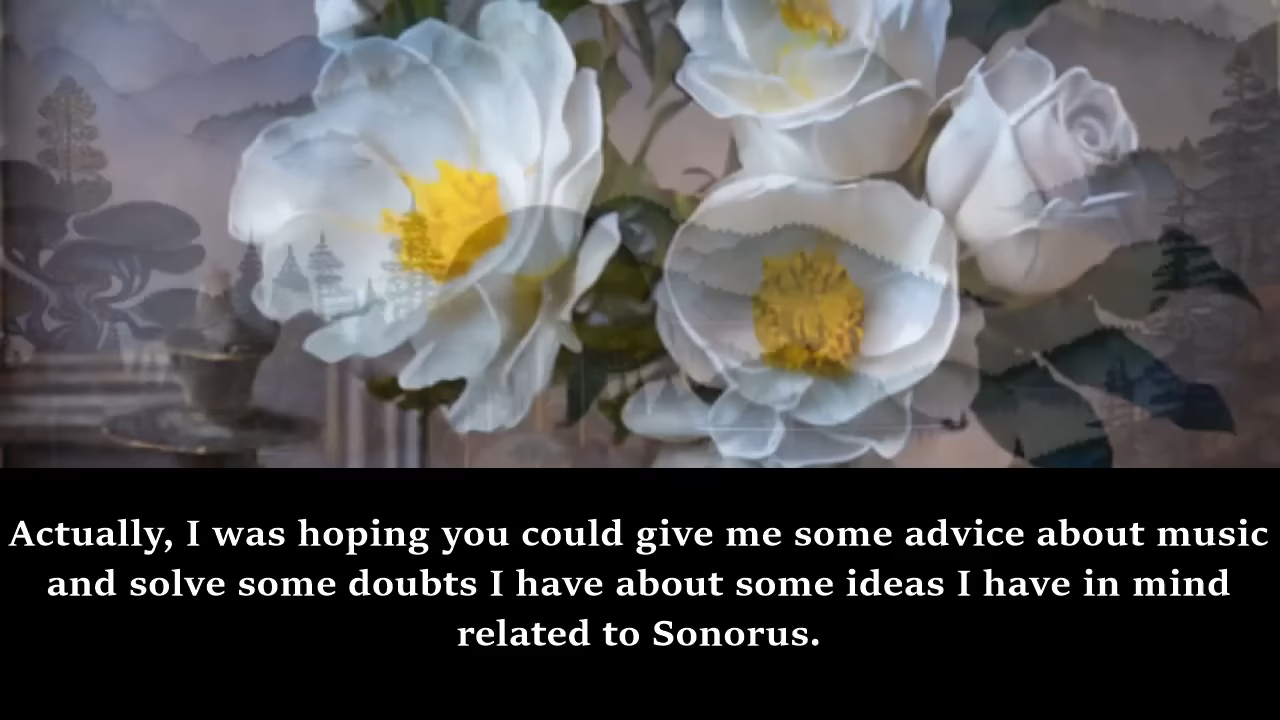 Actually, I was hoping you could give me some advice about music
and solve some doubts I have about some ideas I have in mind
related to Sonorus.